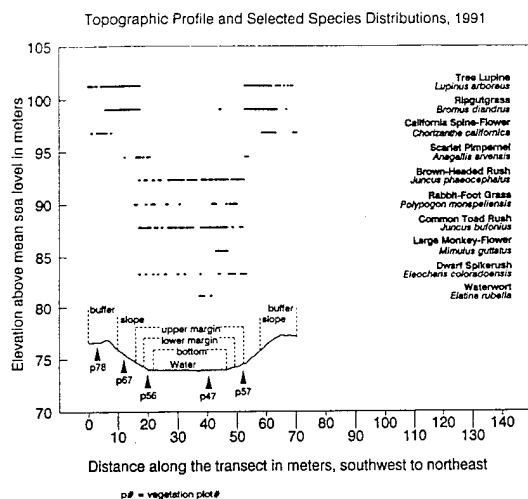 Topographic Profile and Selected Species Distributions, 1991
Elevation above mean sea level in meters
105
100
95
90
85
80
75
70
Tree Lupine
Lupinus arboreus
Ripgutgrass
Bromus diandrus
California Spine-Flower
Chorizanthe californica
Scarlet Pimpernel
Anagallis arvensis
Brown-Headed Rush
Juncus phaeocephalus
Rabbit-Foot Grass
Polypogon monspeliensis
Common Toad Rush
Juncus bufonius
Large Monkey-Flower
Mimulus guttatus
Dwarf Spikerush
Eleocharis coloradoensis
Waterwort
Elatine rubella
buffer
slope
upper margin
lower margin
bottom
Water
buffer
slope
p78
p67
p56
p47
p57
0 10 20 30 40 50 60 70 80 90 100 110 120 130 140
Distance along the transect in meters, southwest to northeast
p# = vegetation plot#